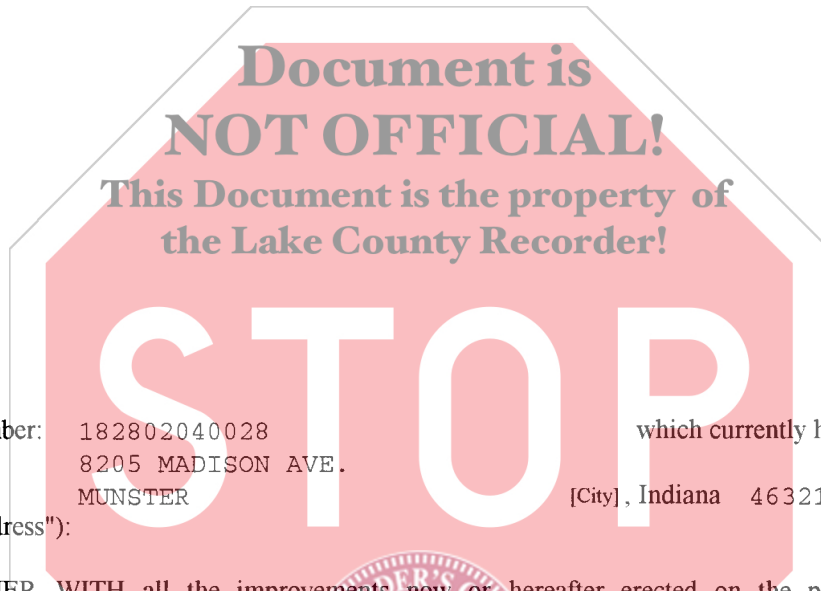 Document is
NOT OFFICIAL!
This Document is the property of
the Lake County Recorder!
STOP
ber: 182802040028 which currently h
8205 MADISON AVE.
MUNSTER [City], Indiana 46321
dress"):
WITH all the improvements now or hereafter erected on the p